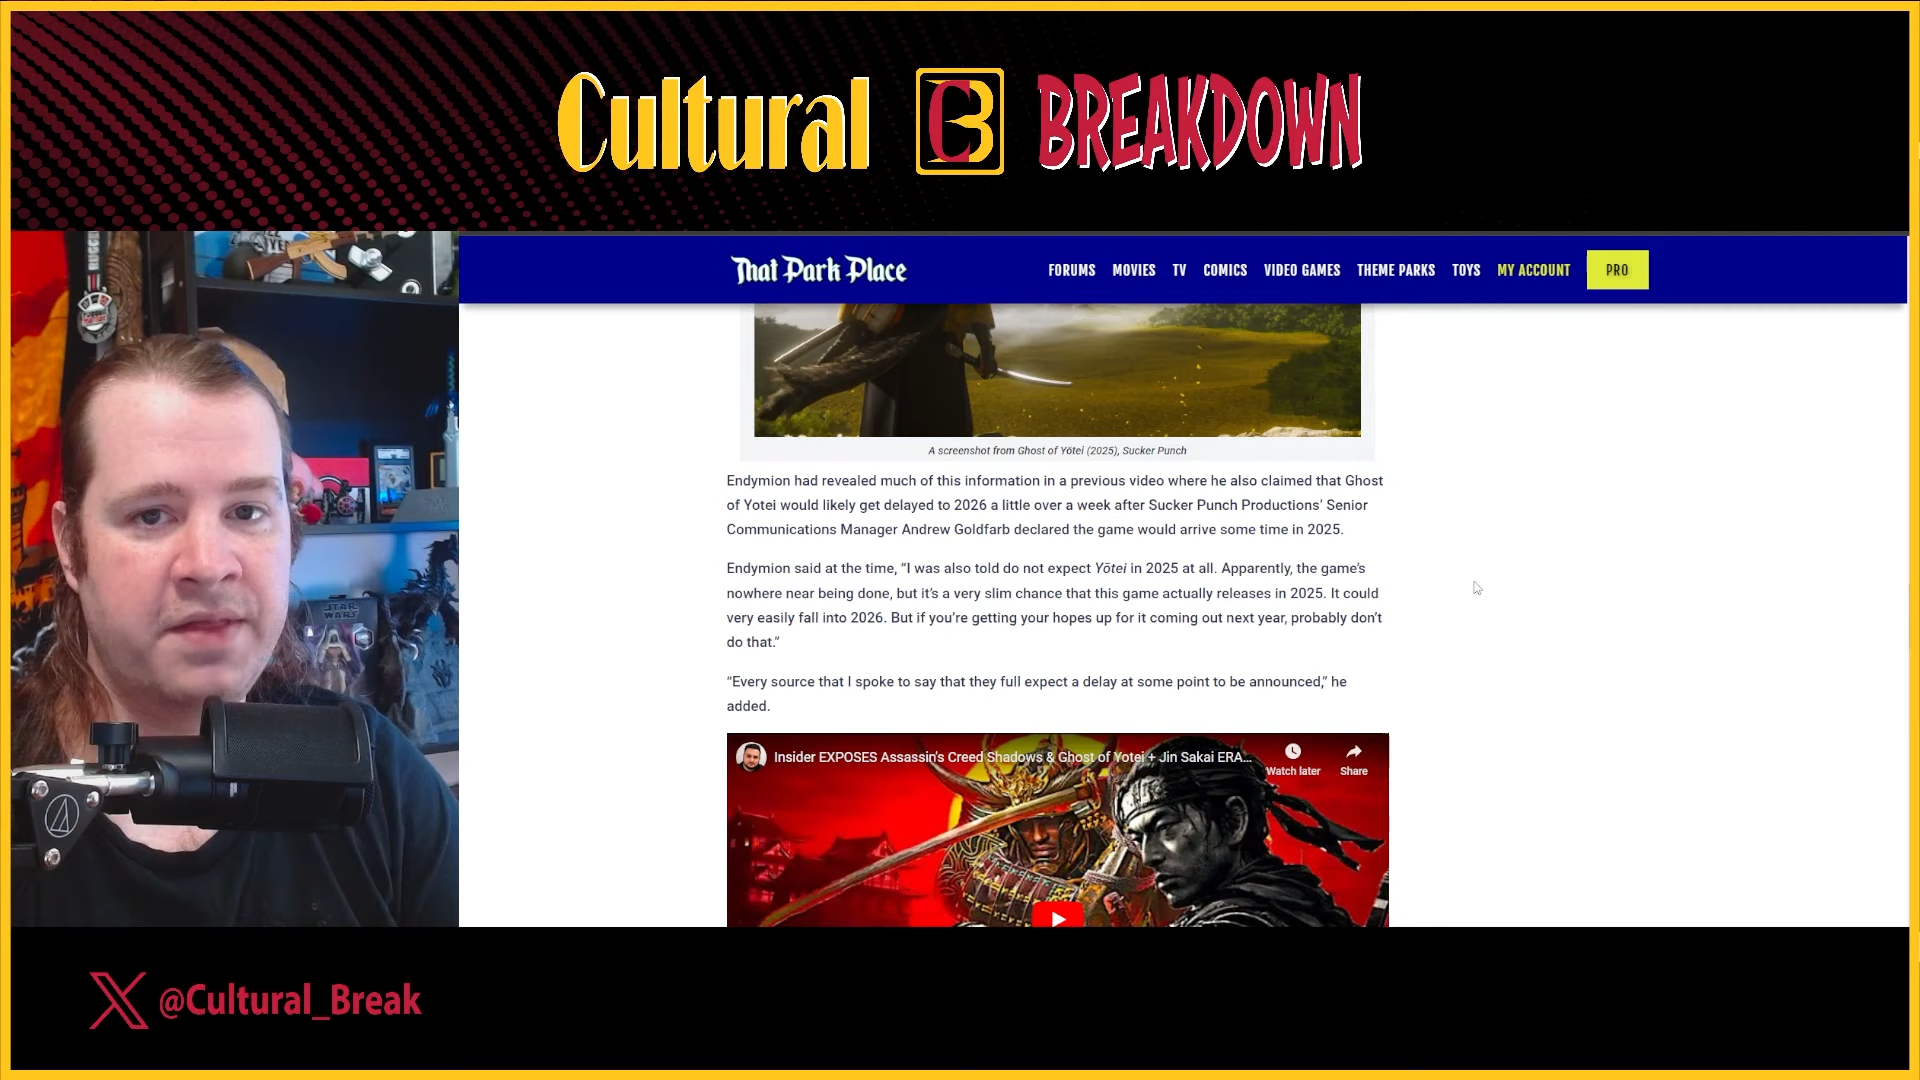 Cultural CB BREAKDOWN
That Park Place
FORUMS MOVIES TV COMICS VIDEO GAMES THEME PARKS TOYS MY ACCOUNT PRO
A screenshot from Ghost of Yōtei (2025), Sucker Punch
Endymion had revealed much of this information in a previous video where he also claimed that Ghost
of Yotei would likely get delayed to 2026 a little over a week after Sucker Punch Productions’ Senior
Communications Manager Andrew Goldfarb declared the game would arrive some time in 2025.
Endymion said at the time, “I was also told do not expect Yōtei in 2025 at all. Apparently, the game’s
nowhere near being done, but it’s a very slim chance that this game actually releases in 2025. It could
very easily fall into 2026. But if you’re getting your hopes up for it coming out next year, probably don’t
do that.”
“Every source that I spoke to say that they full expect a delay at some point to be announced,” he
added.
Insider EXPOSES Assassin's Creed Shadows & Ghost of Yotei + Jin Sakai ERA...
Watch later
Share
STAR
WARS
X @Cultural_Break